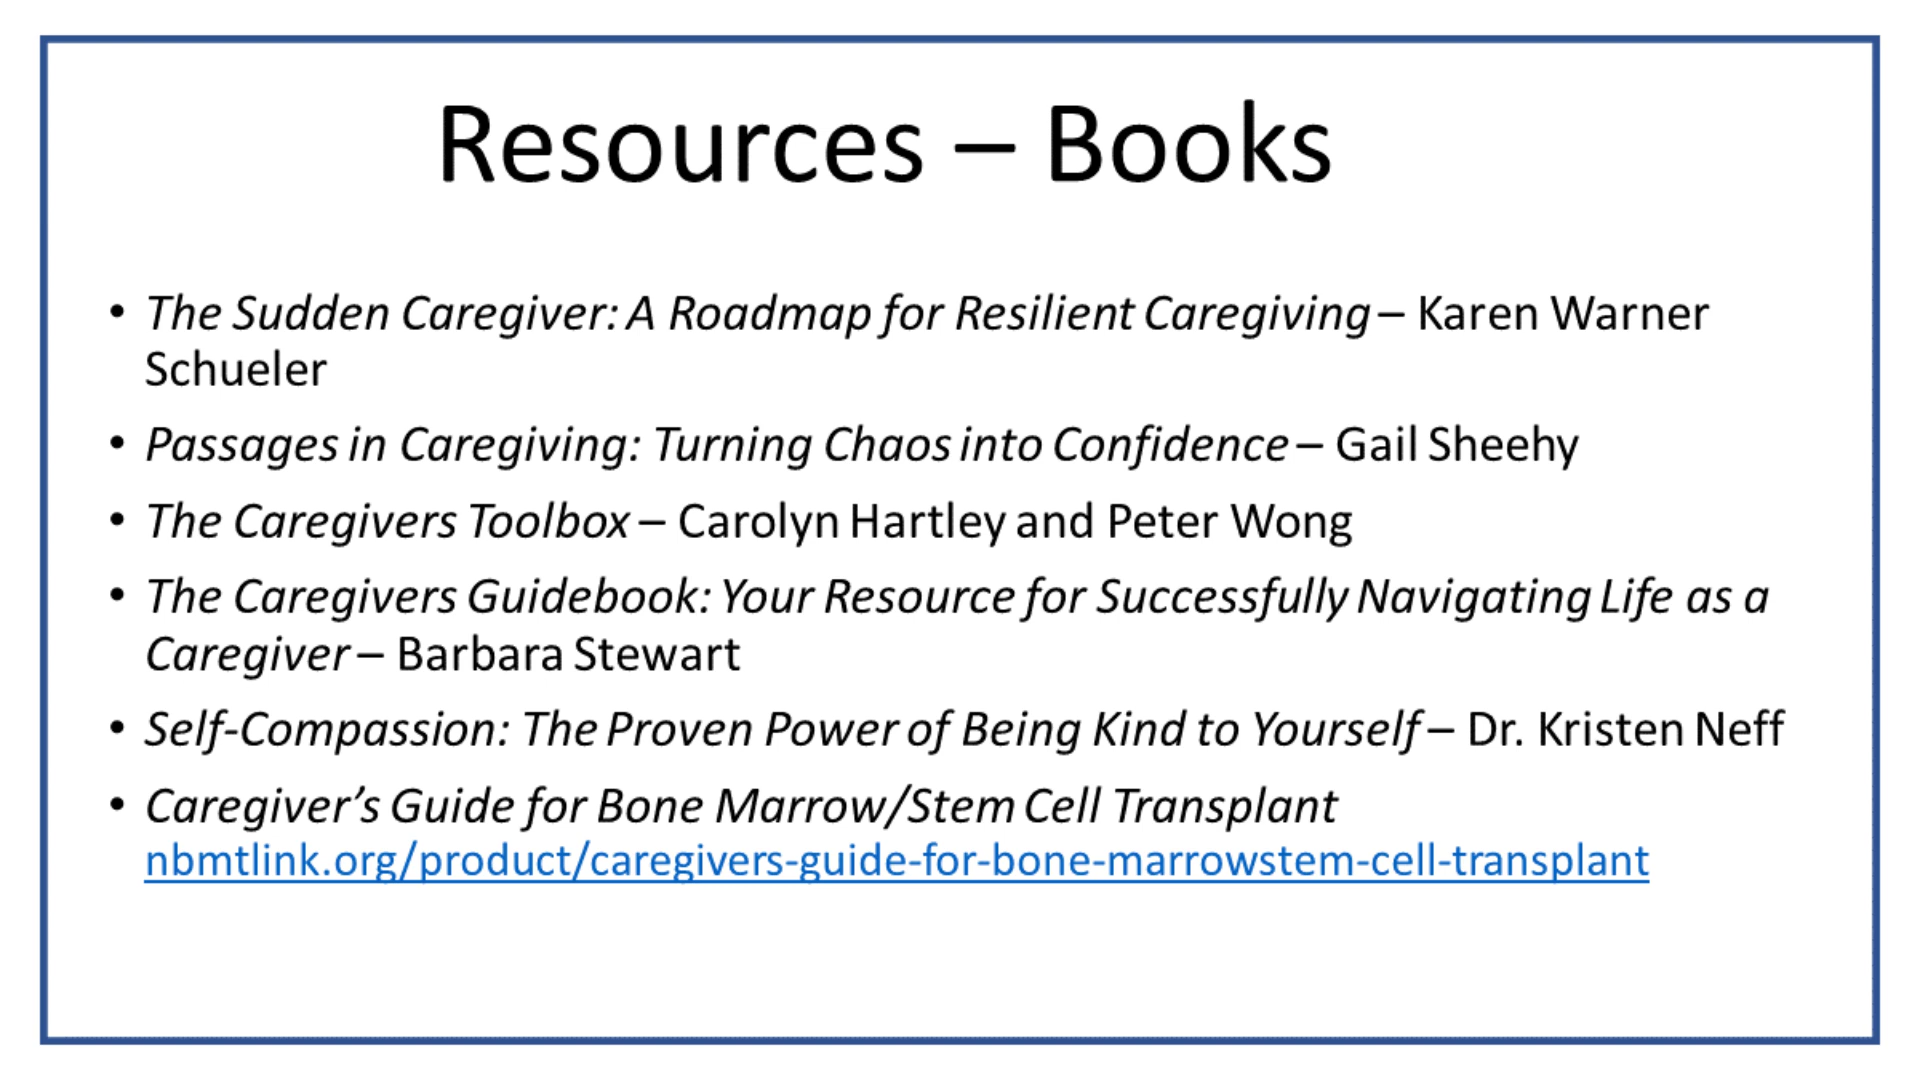 Resources – Books
• The Sudden Caregiver: A Roadmap for Resilient Caregiving – Karen Warner
Schueler
• Passages in Caregiving: Turning Chaos into Confidence – Gail Sheehy
• The Caregivers Toolbox – Carolyn Hartley and Peter Wong
• The Caregivers Guidebook: Your Resource for Successfully Navigating Life as a
Caregiver – Barbara Stewart
• Self-Compassion: The Proven Power of Being Kind to Yourself – Dr. Kristen Neff
• Caregiver’s Guide for Bone Marrow/Stem Cell Transplant
nbmtlink.org/product/caregivers-guide-for-bone-marrowstem-cell-transplant